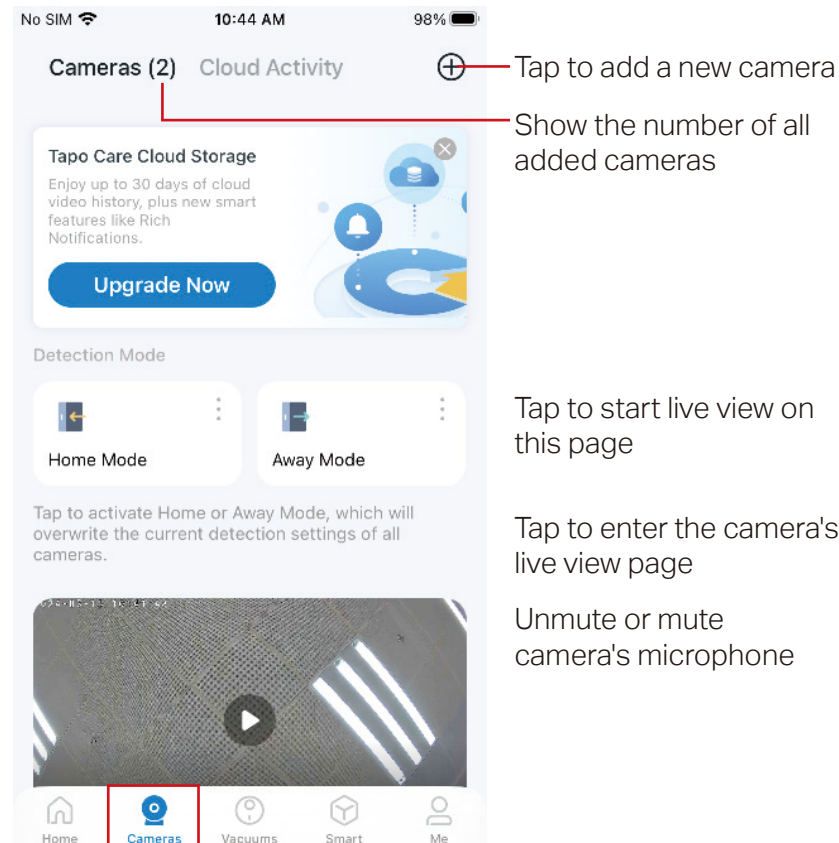 No SIM 10:44 AM 98%
Cameras (2) Cloud Activity
Tap to add a new camera
Show the number of all
added cameras
Tapo Care Cloud Storage
Enjoy up to 30 days of cloud
video history, plus new smart
features like Rich
Notifications.
Upgrade Now
Detection Mode
Home Mode
Away Mode
Tap to start live view on
this page
Tap to activate Home or Away Mode, which will
overwrite the current detection settings of all
cameras.
Tap to enter the camera's
live view page
Unmute or mute
camera's microphone
Home Cameras Vacuums Smart Me